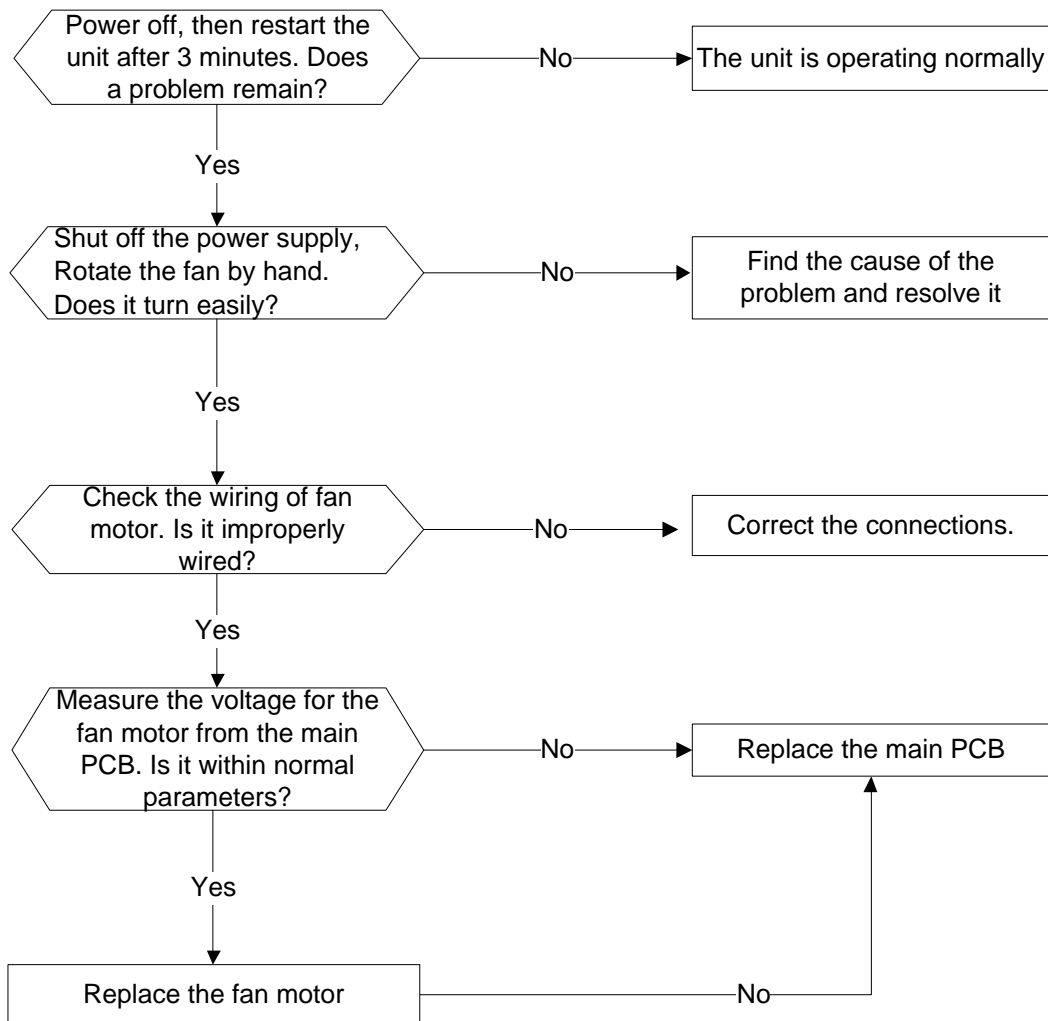 Power off, then restart the
unit after 3 minutes. Does
a problem remain?
No
The unit is operating normally
Yes
Shut off the power supply,
Rotate the fan by hand.
Does it turn easily?
No
Find the cause of the
problem and resolve it
Yes
Check the wiring of fan
motor. Is it improperly
wired?
No
Correct the connections.
Yes
Measure the voltage for the
fan motor from the main
PCB. Is it within normal
parameters?
No
Replace the main PCB
Yes
Replace the fan motor
No